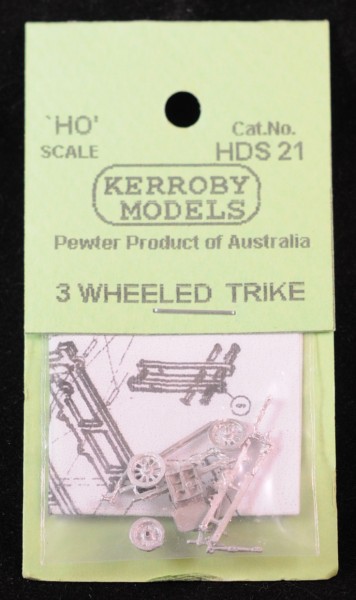 `HO'
SCALE
Cat.No.
HDS 21
KERROBY
MODELS
Pewter Product of Australia
3 WHEELED TRIKE